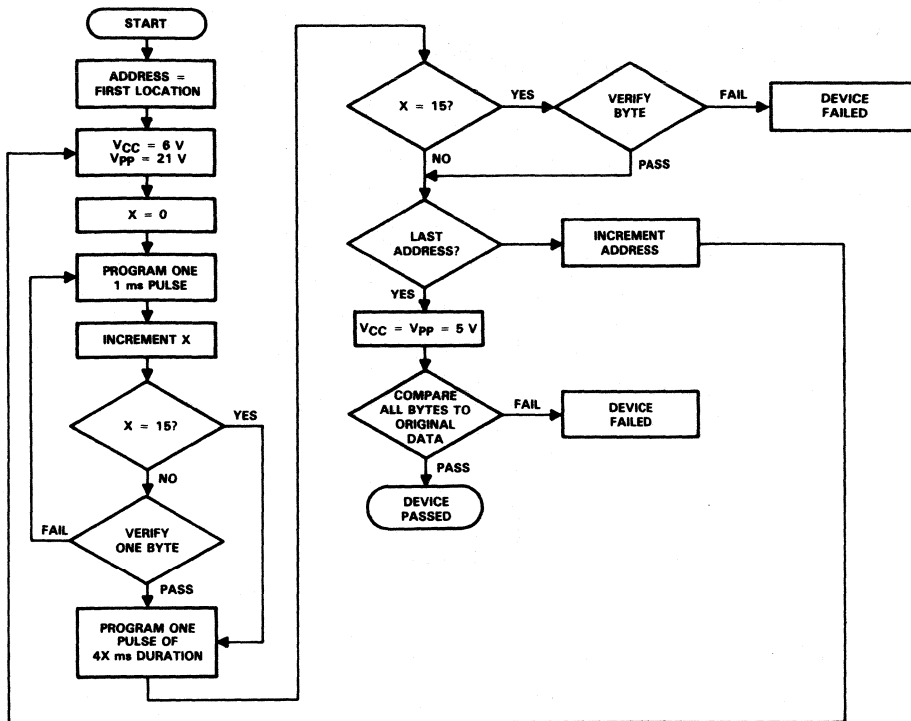 START
ADDRESS =
FIRST LOCATION
VCC = 6 V
VPP = 21 V
X = 0
PROGRAM ONE
1 ms PULSE
INCREMENT X
X = 15?
YES
NO
VERIFY
ONE BYTE
FAIL
PASS
PROGRAM ONE
PULSE OF
4X ms DURATION
X = 15?
YES
NO
VERIFY
BYTE
FAIL
PASS
DEVICE
FAILED
LAST
ADDRESS?
INCREMENT
ADDRESS
YES
VCC = VPP = 5 V
COMPARE
ALL BYTES TO
ORIGINAL
DATA
FAIL
DEVICE
FAILED
PASS
DEVICE
PASSED